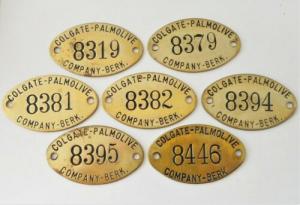 COLGATE-PALMOLIVE
8319
COMPANY-BERK.
COLGATE-PALMOLIVE
8379
COMPANY-BERK.
COLGATE-PALMOLIVE
8381
COMPANY-BERK.
COLGATE-PALMOLIVE
8382
COMPANY-BERK.
COLGATE-PALMOLIVE
8394
COMPANY-BERK.
COLGATE-PALMOLIVE
8395
COMPANY-BERK.
COLGATE-PALMOLIVE
8446
COMPANY-BERK.